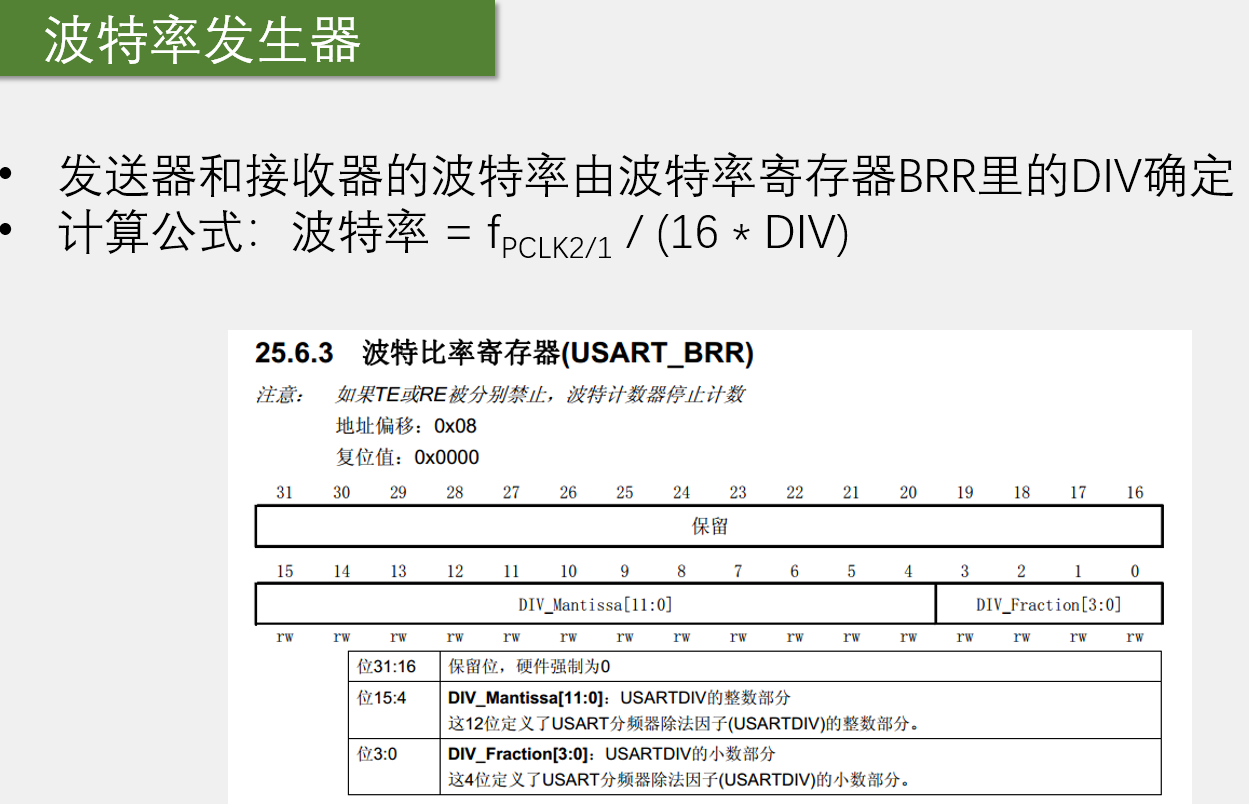 波特率发生器
• 发送器和接收器的波特率由波特率寄存器BRR里的DIV确定
• 计算公式：波特率 = fPCLK2/1 / (16 * DIV)
25.6.3 波特比率寄存器(USART_BRR)
注意： 如果TE或RE被分别禁止，波特计数器停止计数
地址偏移：0x08
复位值：0x0000
31 30 29 28 27 26 25 24 23 22 21 20 19 18 17 16
保留
15 14 13 12 11 10 9 8 7 6 5 4 3 2 1 0
DIV_Mantissa[11:0] DIV_Fraction[3:0]
rw rw rw rw rw rw rw rw rw rw rw rw rw rw rw rw
位31:16 保留位，硬件强制为0
位15:4 DIV_Mantissa[11:0]：USARTDIV的整数部分
这12位定义了USART分频器除法因子(USARTDIV)的整数部分。
位3:0 DIV_Fraction[3:0]：USARTDIV的小数部分
这4位定义了USART分频器除法因子(USARTDIV)的小数部分。